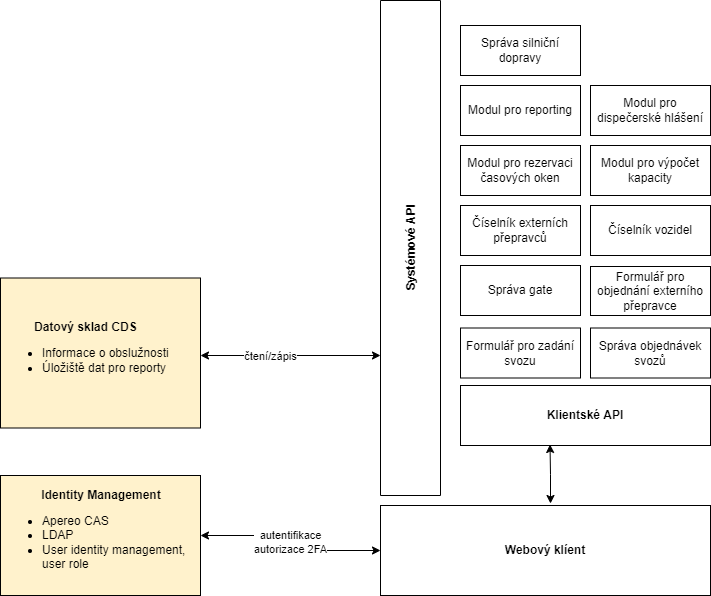 Správa silniční
dopravy
Modul pro reporting
Modul pro
dispečerské hlášení
Modul pro rezervaci
časových oken
Modul pro výpočet
kapacity
Systémové API
Číselník externích
přepravců
Číselník vozidel
Správa gate
Formulář pro
objednání externího
přepravce
Datový sklad CDS
• Informace o obslužnosti
• Úložiště dat pro reporty
čtení/zápis
Formulář pro zadání
svozu
Správa objednávek
svozů
Klientské API
Identity Management
• Apereo CAS
• LDAP
• User identity management,
user role
autentifikace
autorizace 2FA
Webový klíent